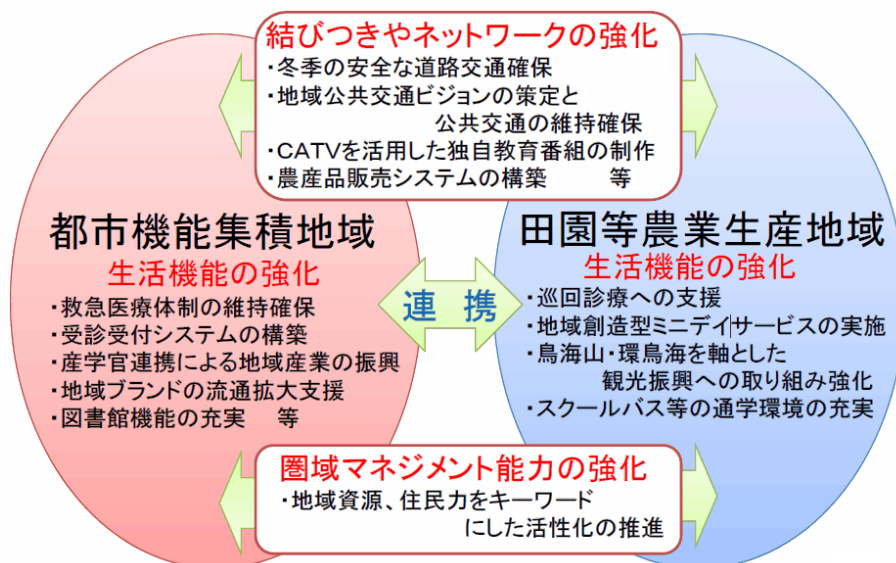 結びつきやネットワークの強化
・冬季の安全な道路交通確保
・地域公共交通ビジョンの策定と
公共交通の維持確保
・CATVを活用した独自教育番組の制作
・農産品販売システムの構築　等
都市機能集積地域
生活機能の強化
・救急医療体制の維持確保
・受診受付システムの構築
・産学官連携による地域産業の振興
・地域ブランドの流通拡大支援
・図書館機能の充実　等
連携
田園等農業生産地域
生活機能の強化
・巡回診療への支援
・地域創造型ミニデイサービスの実施
・鳥海山・環鳥海を軸とした
観光振興への取り組み強化
・スクールバス等の通学環境の充実
圏域マネジメント能力の強化
・地域資源、住民力をキーワード
にした活性化の推進